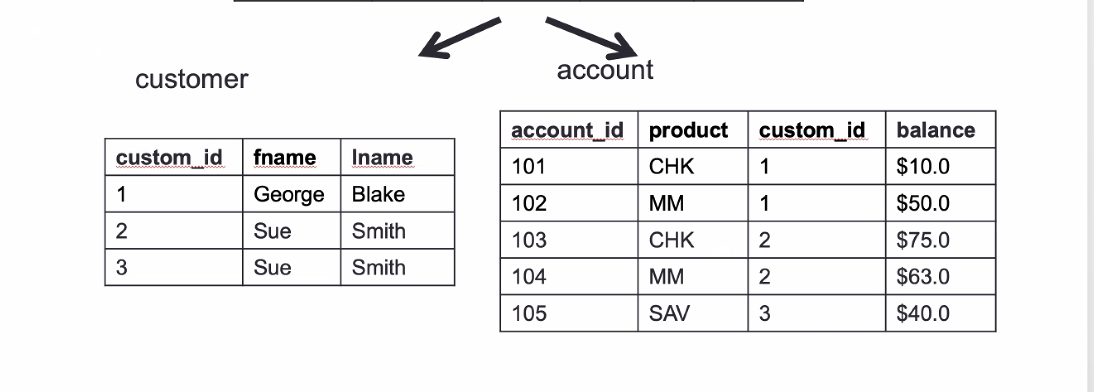 customer
custom_id fname lname
1 George Blake
2 Sue Smith
3 Sue Smith
account
account_id product custom_id balance
101 CHK 1 $10.0
102 MM 1 $50.0
103 CHK 2 $75.0
104 MM 2 $63.0
105 SAV 3 $40.0